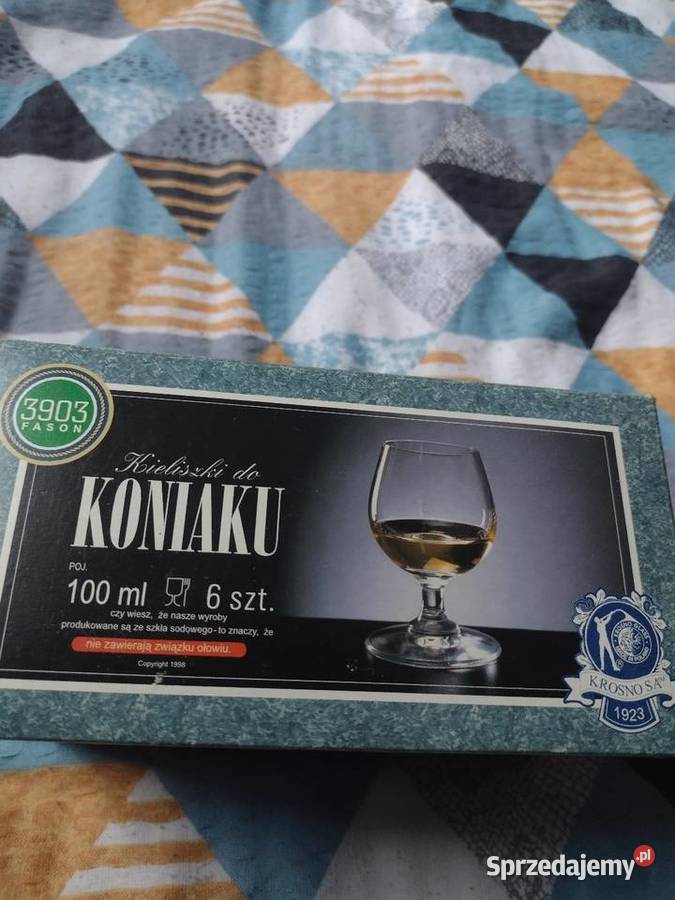 3903
FASON
Kieliszki do
KONIAKU
POJ.
100 ml 6 szt.
czy wiesz, że nasze wyroby
produkowane są ze szkła sodowego - to znaczy, że
nie zawierają związku ołowiu.
Copyright 1998
KROSNO S.A.
1923
Sprzedajemy.pl